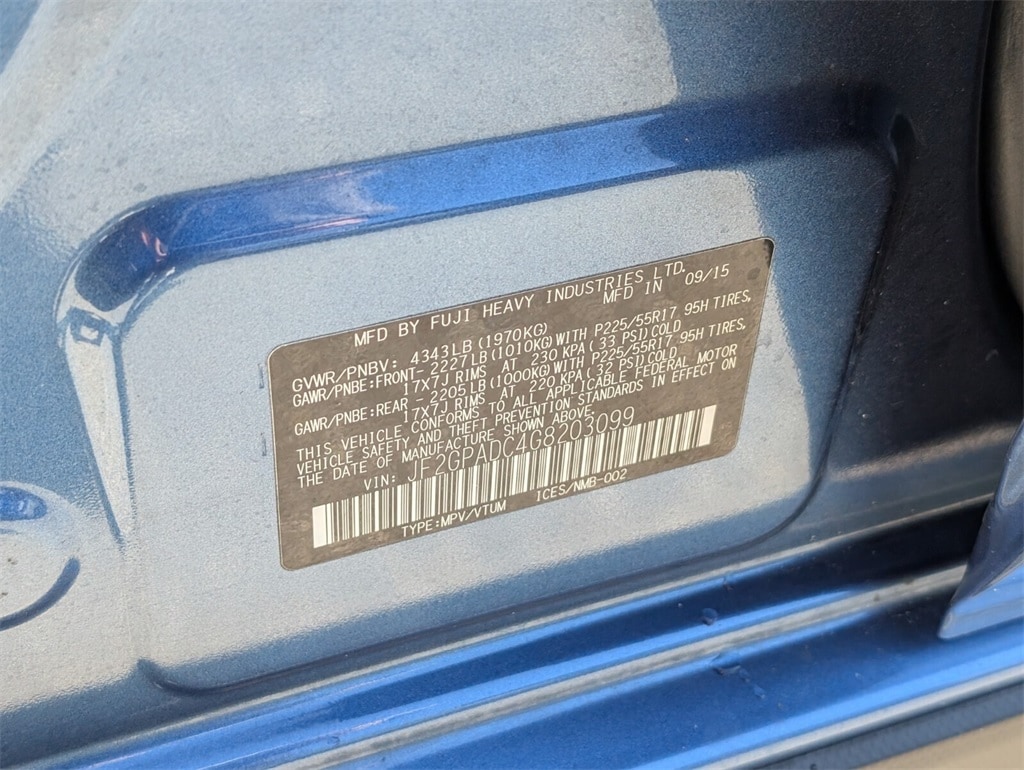 MFD BY FUJI HEAVY INDUSTRIES LTD.
MFD IN 09/15
GVWR/PNBV: 4343LB(1970KG)
GAWR/PNBE:FRONT- 2227LB(1010KG)WITH P225/55R17 95H TIRES,
17X7J RIMS AT 230 KPA(33 PSI)COLD
GAWR/PNBE:REAR - 2205LB(1000KG)WITH P225/55R17 95H TIRES,
17X7J RIMS AT 220 KPA(32 PSI)COLD
THIS VEHICLE CONFORMS TO ALL APPLICABLE FEDERAL MOTOR
VEHICLE SAFETY AND THEFT PREVENTION STANDARDS IN EFFECT ON
THE DATE OF MANUFACTURE SHOWN ABOVE.
VIN: JF2GPADC4G8203099
TYPE:MPV/VTUM ICES/NMB-002